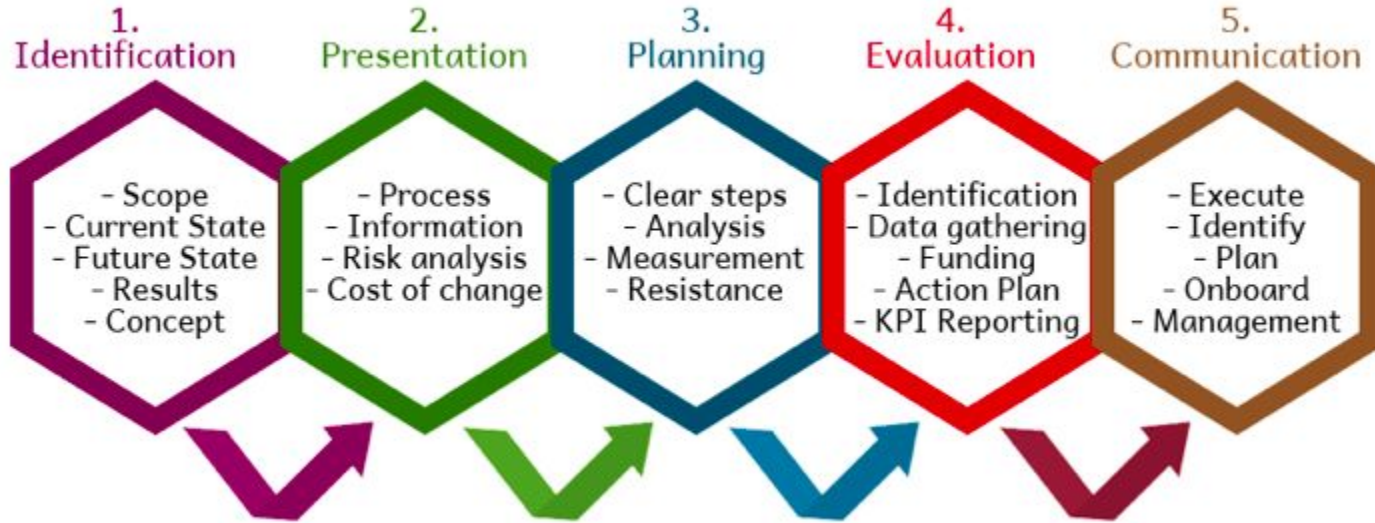 1.
Identification
- Scope
- Current State
- Future State
- Results
- Concept
2.
Presentation
- Process
- Information
- Risk analysis
- Cost of change
3.
Planning
- Clear steps
- Analysis
- Measurement
- Resistance
4.
Evaluation
- Identification
- Data gathering
- Funding
- Action Plan
- KPI Reporting
5.
Communication
- Execute
- Identify
- Plan
- Onboard
- Management